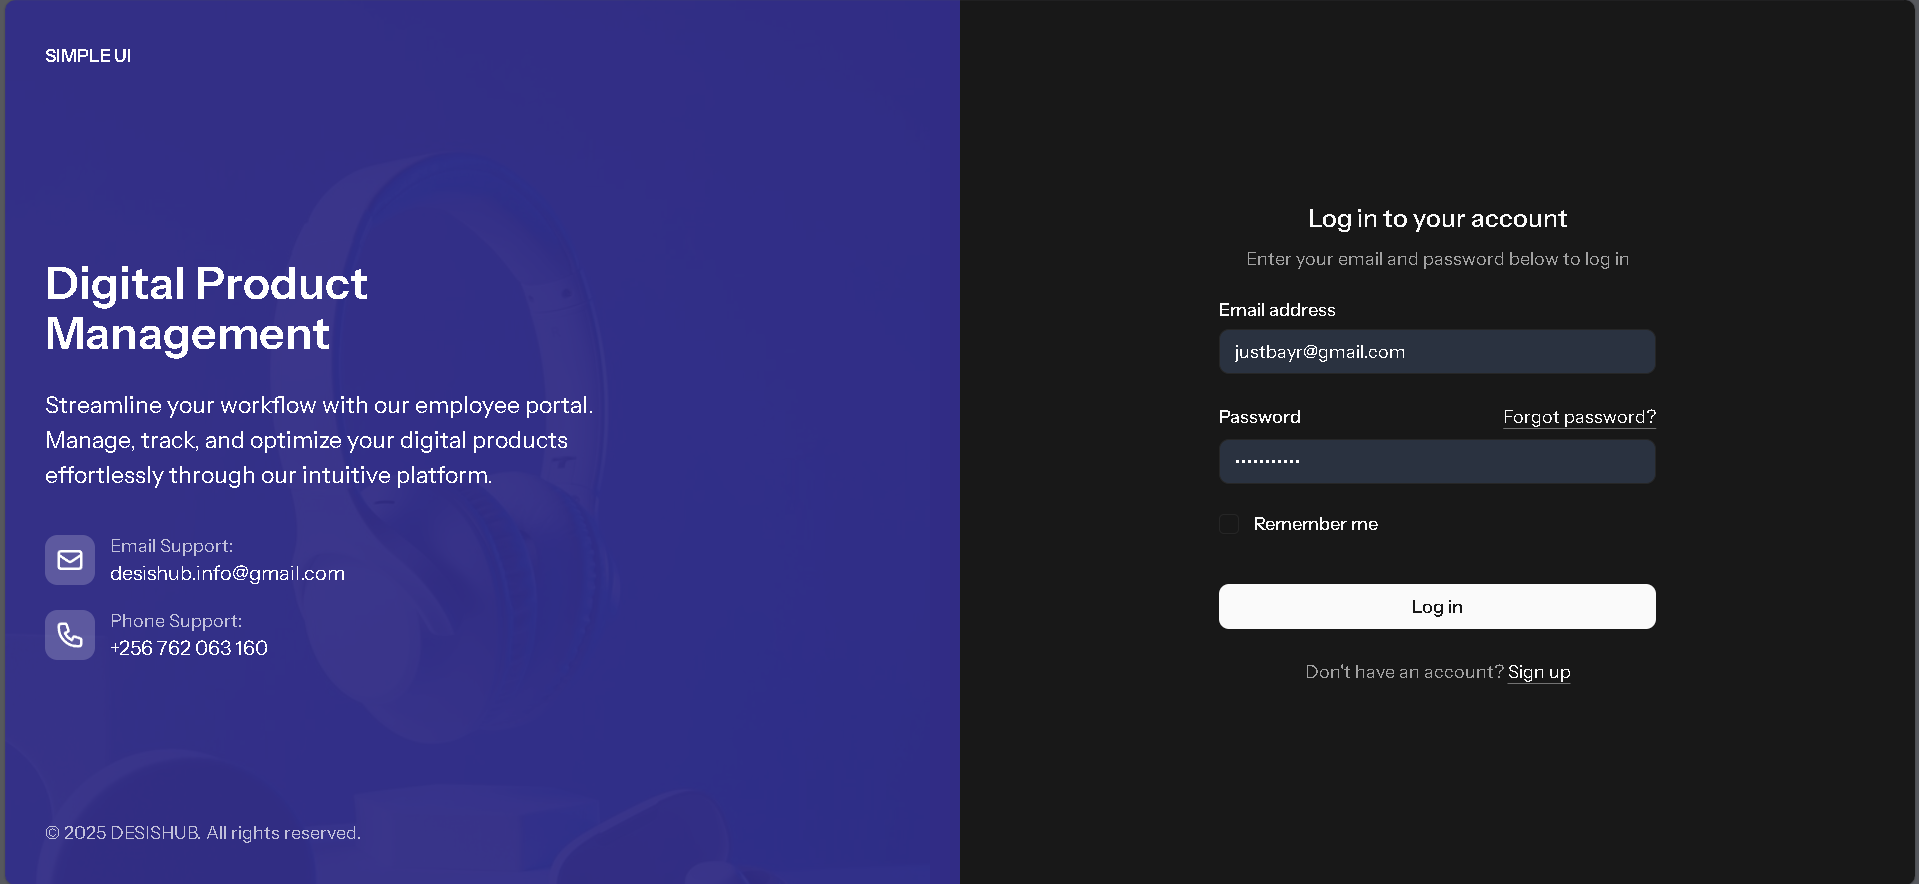 SIMPLE UI
Digital Product
Management
Streamline your workflow with our employee portal.
Manage, track, and optimize your digital products
effortlessly through our intuitive platform.
Email Support:
desishub.info@gmail.com
Phone Support:
+256 762 063 160
© 2025 DESISHUB. All rights reserved.
Log in to your account
Enter your email and password below to log in
Email address
justbayr@gmail.com
Password Forgot password?
•••••••••••
Remember me
Log in
Don't have an account? Sign up